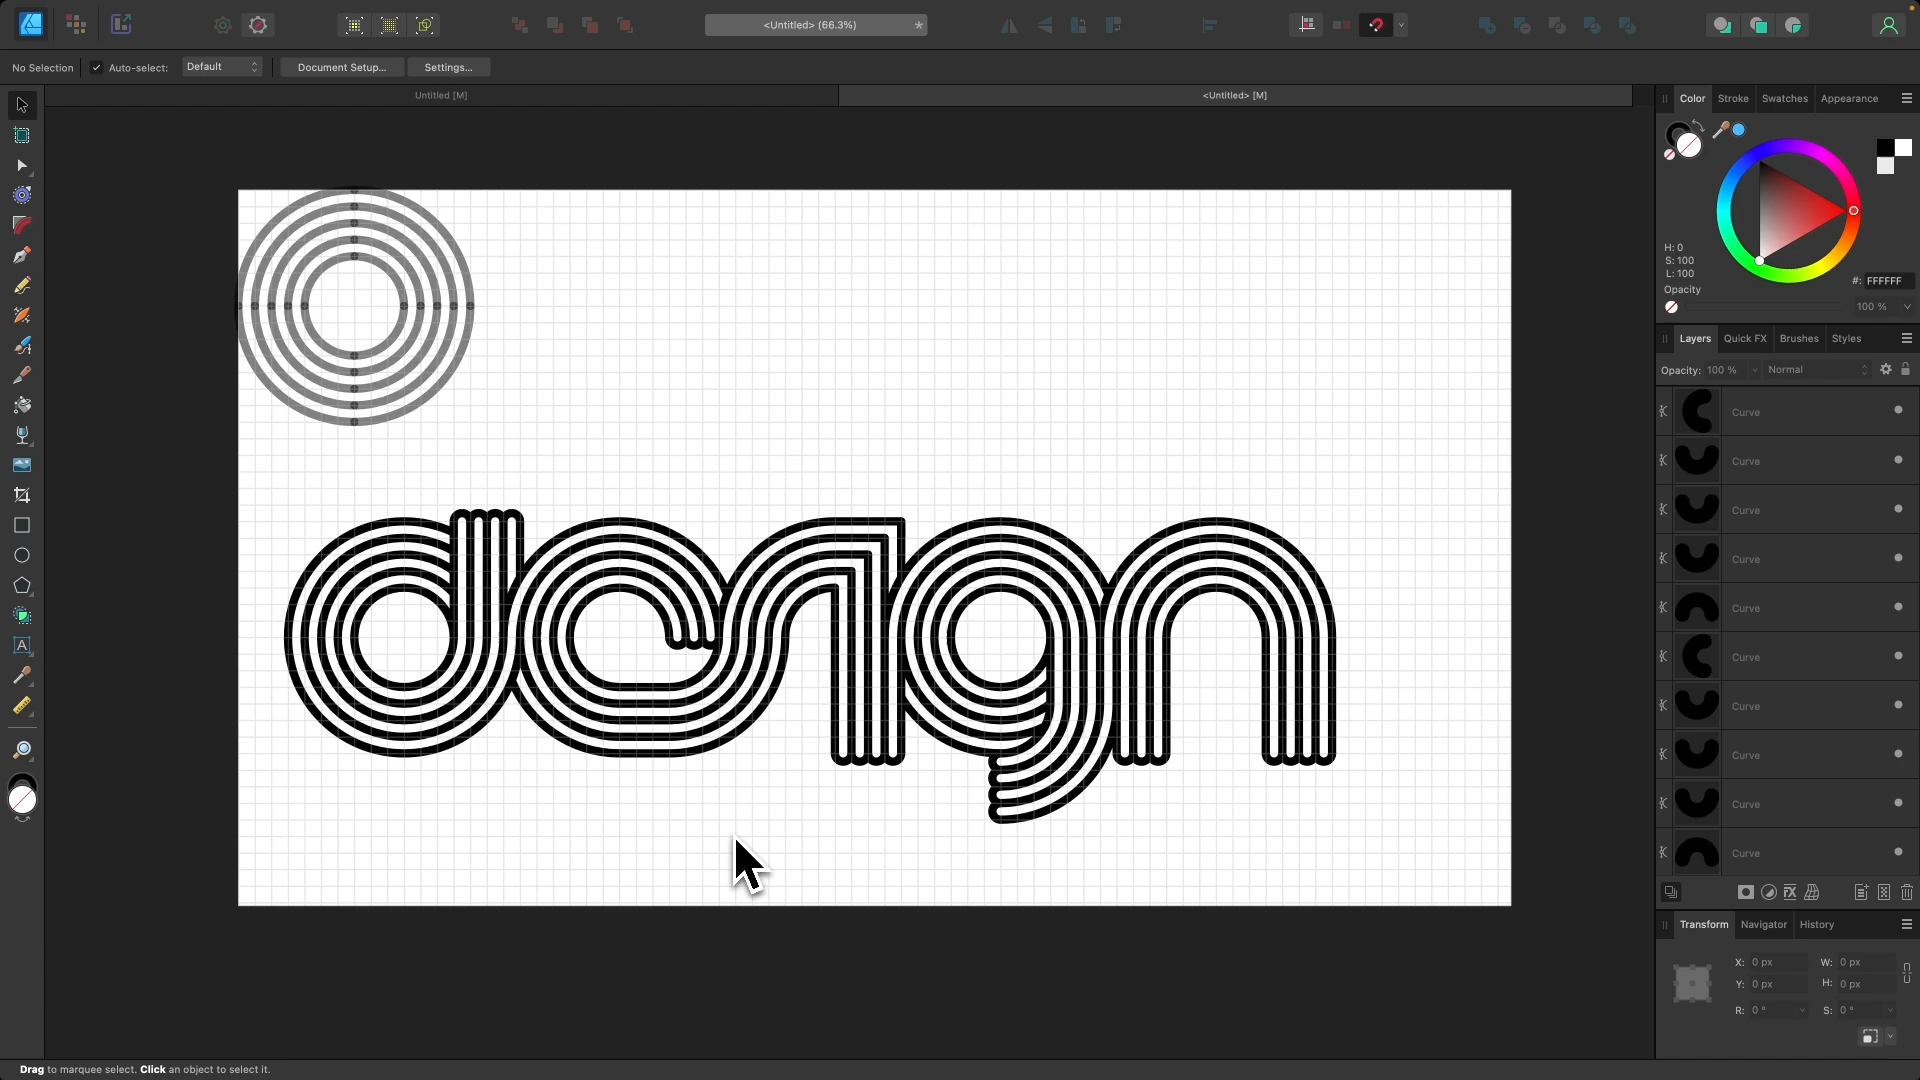 <Untitled> (66.3%)
*
No Selection
Auto-select:
Default
Document Setup...
Settings...
Untitled [M]
<Untitled> [M]
Color
Stroke
Swatches
Appearance
H: 0
S: 100
L: 100
#: FFFFFF
Opacity
100 %
Layers
Quick FX
Brushes
Styles
Opacity: 100 %
Normal
Curve
Curve
Curve
Curve
Curve
Curve
Curve
Curve
Curve
Curve
design
Transform
Navigator
History
X: 0 px
W: 0 px
Y: 0 px
H: 0 px
R: 0 °
S: 0 °
Drag to marquee select. Click an object to select it.